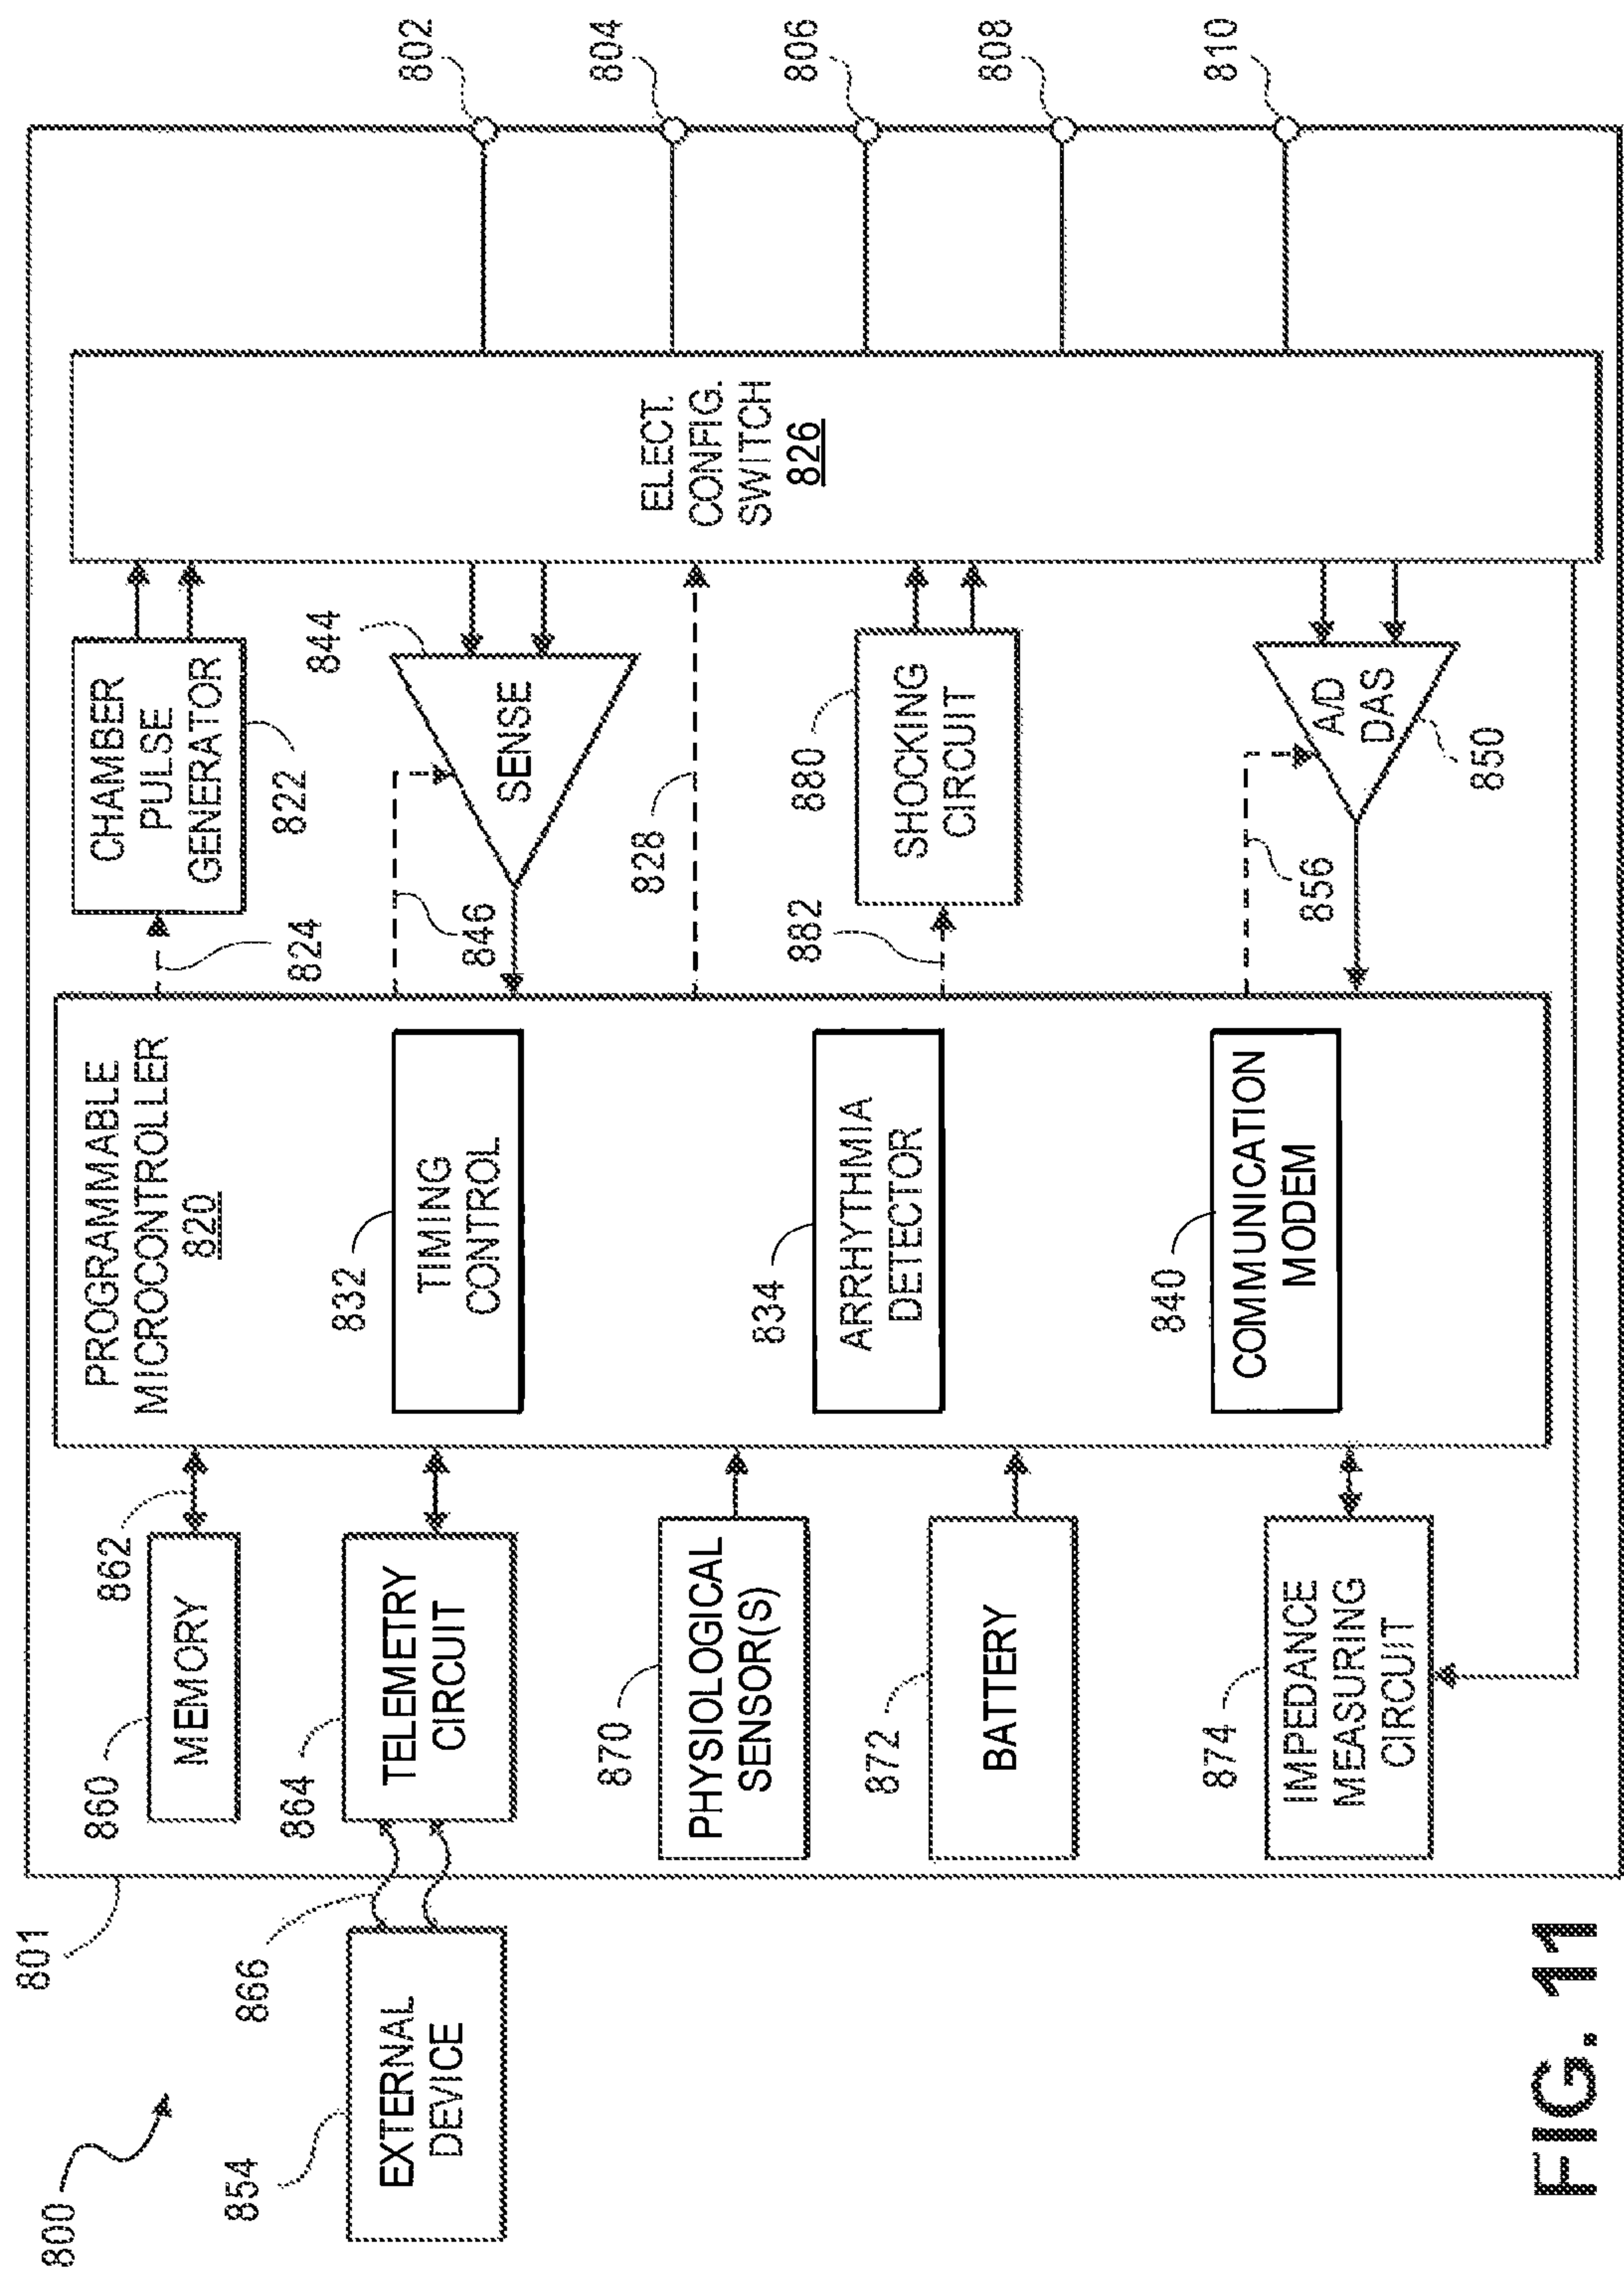 800
801
802
804
806
808
810
CHAMBER
PULSE
GENERATOR
822
824
844
SENSE
846
828
ELECT.
CONFIG.
SWITCH
826
880
SHOCKING
CIRCUIT
882
A/D
DAS
850
856
PROGRAMMABLE
MICROCONTROLLER
820
832
TIMING
CONTROL
834
ARRHYTHMIA
DETECTOR
840
COMMUNICATION
MODEM
862
860
MEMORY
864
TELEMETRY
CIRCUIT
866
870
PHYSIOLOGICAL
SENSOR(S)
872
BATTERY
874
IMPEDANCE
MEASURING
CIRCUIT
854
EXTERNAL
DEVICE
FIG. 11